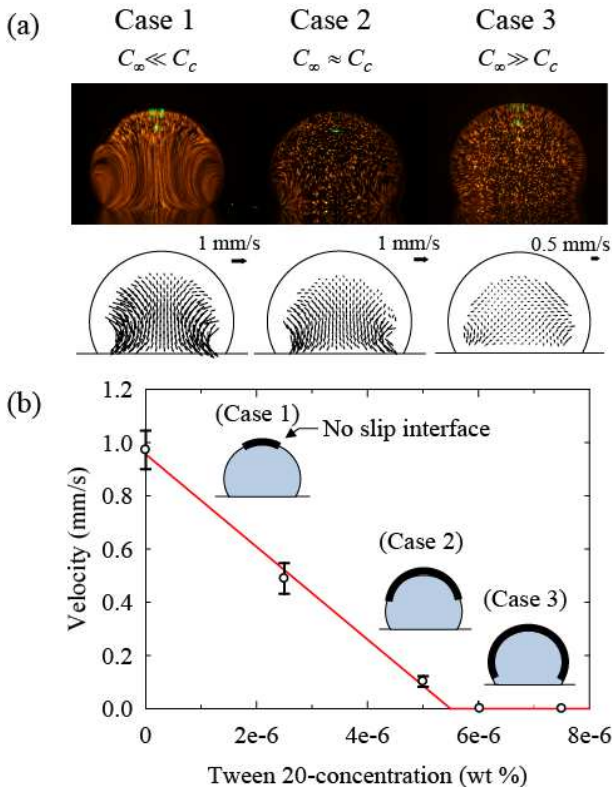 (a)
Case 1 Case 2 Case 3
C∞ ≪ Cc C∞ ≈ Cc C∞ ≫ Cc
1 mm/s 1 mm/s 0.5 mm/s
(b)
1.2
1.0
0.8
0.6
0.4
0.2
0.0
Velocity (mm/s)
(Case 1)
No slip interface
(Case 2)
(Case 3)
0 2e-6 4e-6 6e-6 8e-6
Tween 20-concentration (wt %)